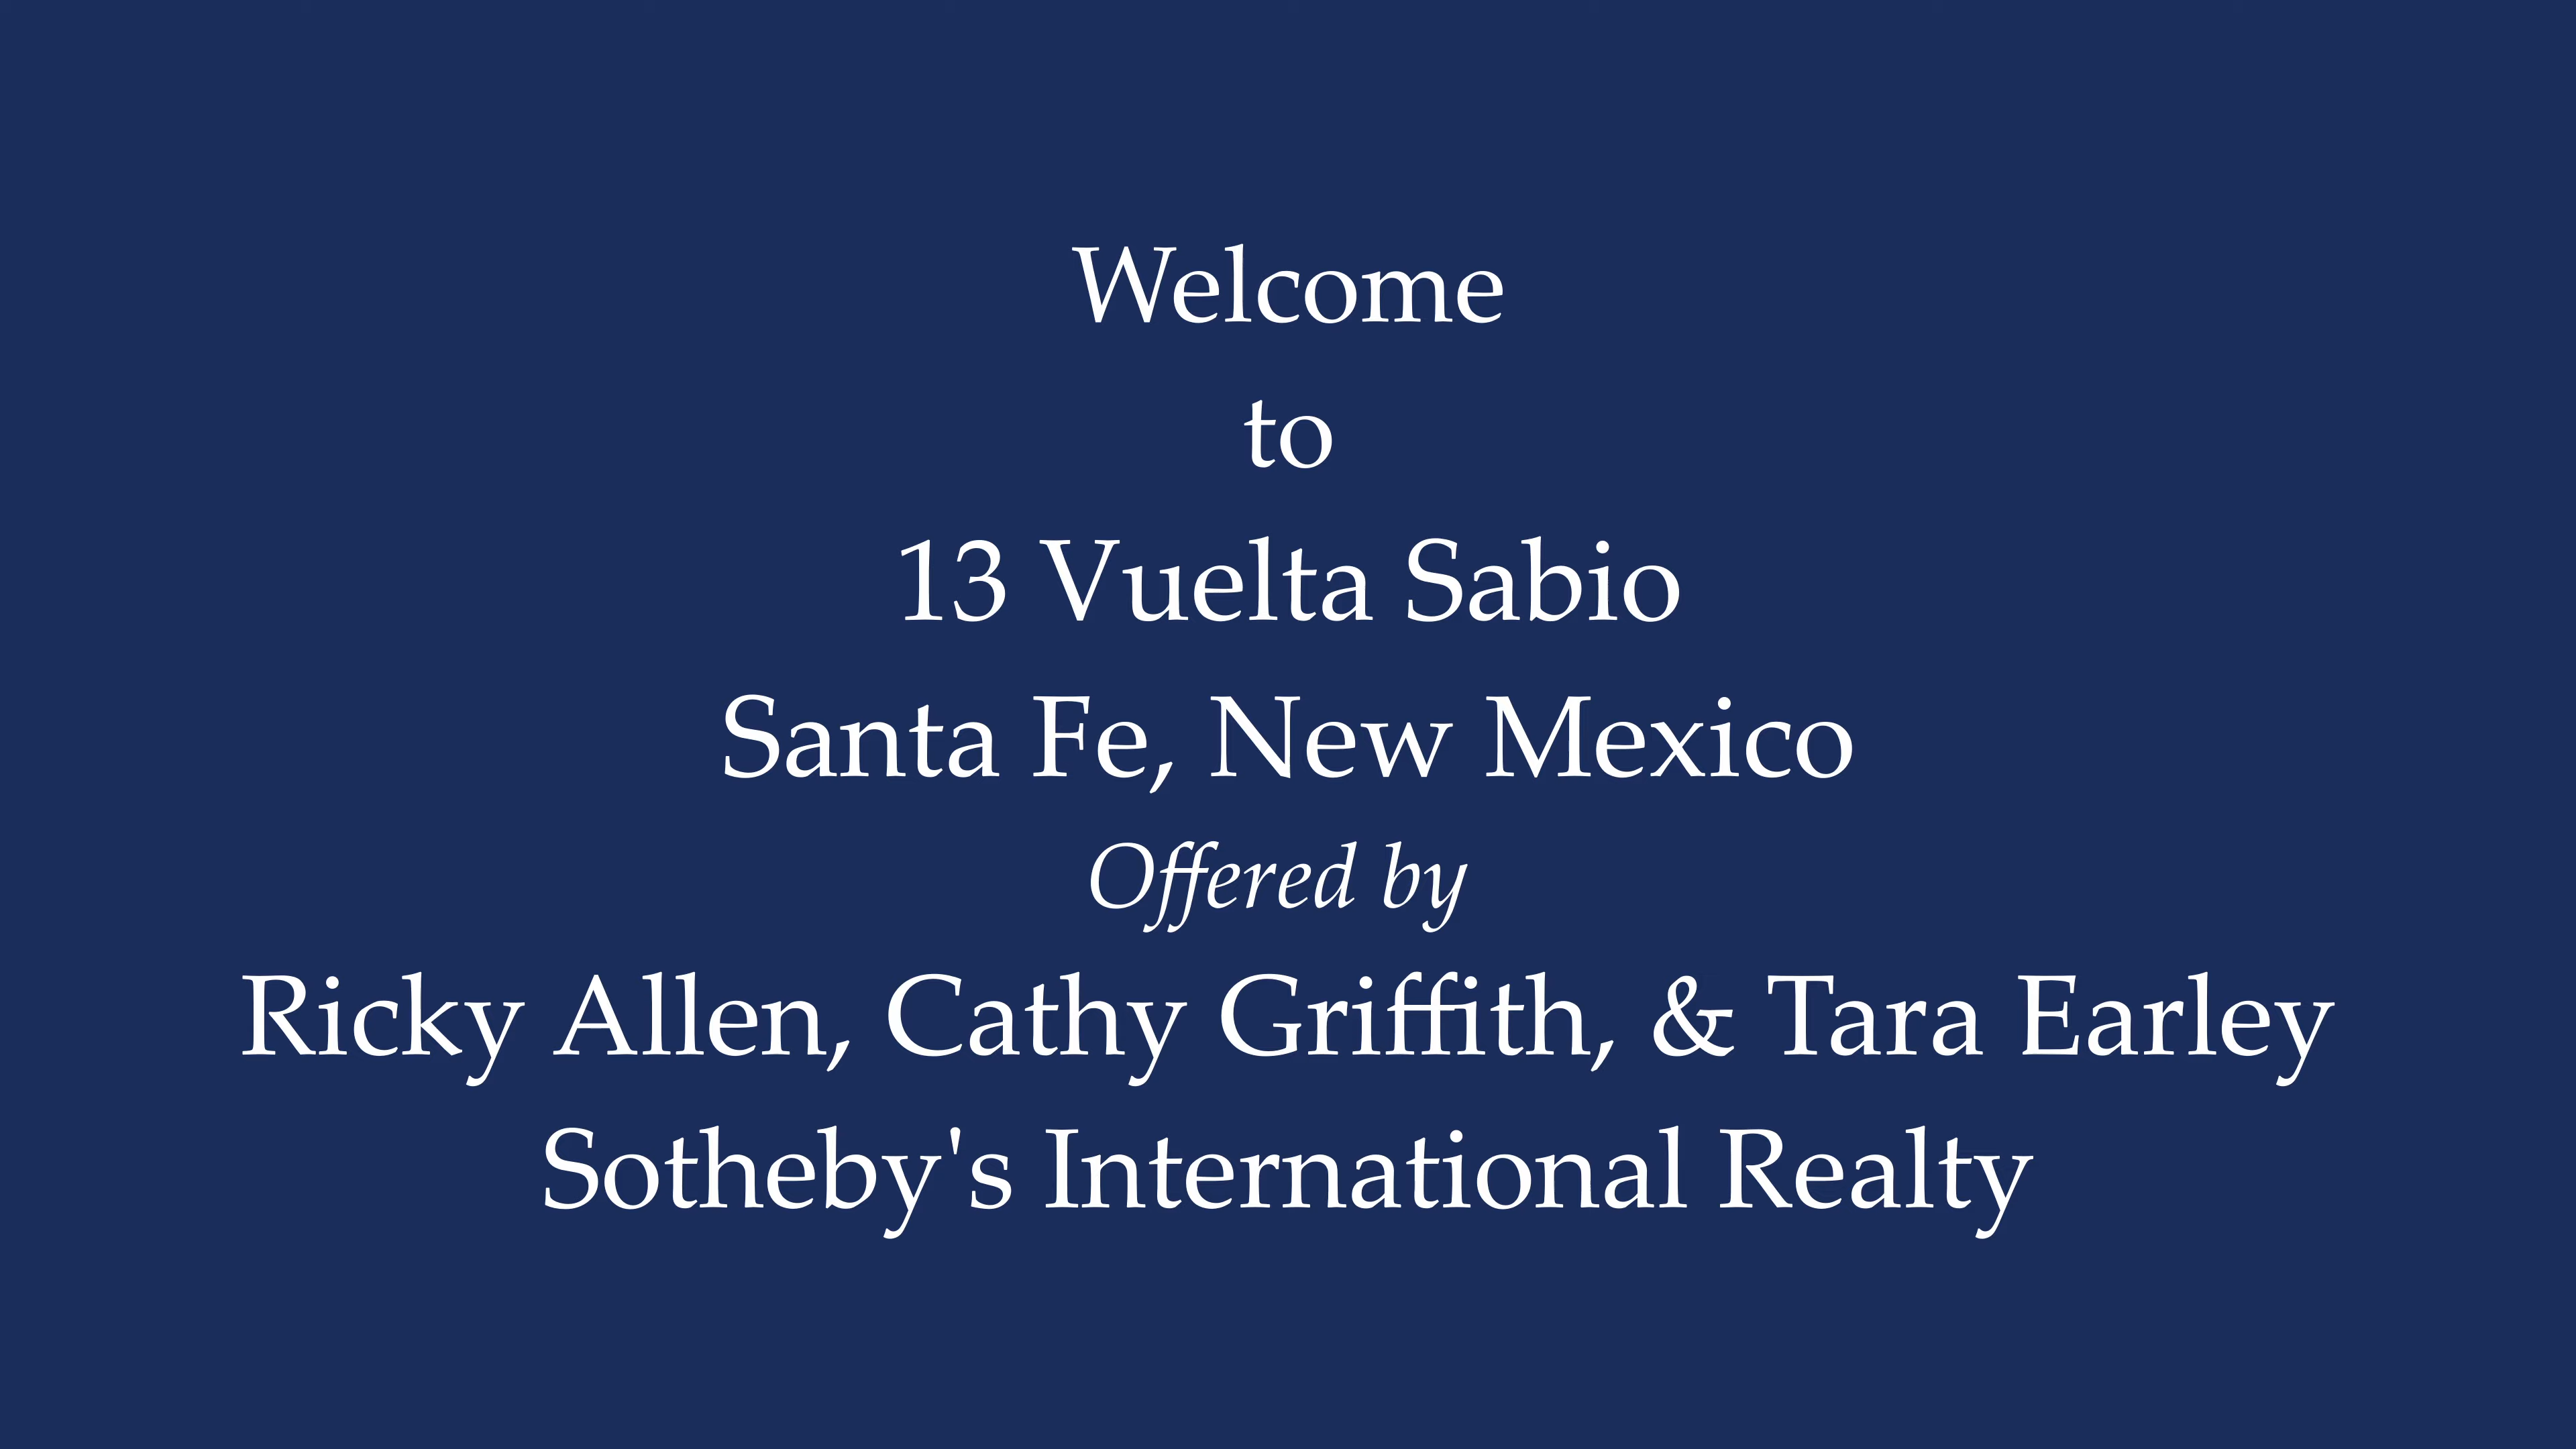 Welcome
to
13 Vuelta Sabio
Santa Fe, New Mexico
Offered by
Ricky Allen, Cathy Griffith, & Tara Earley
Sotheby's International Realty